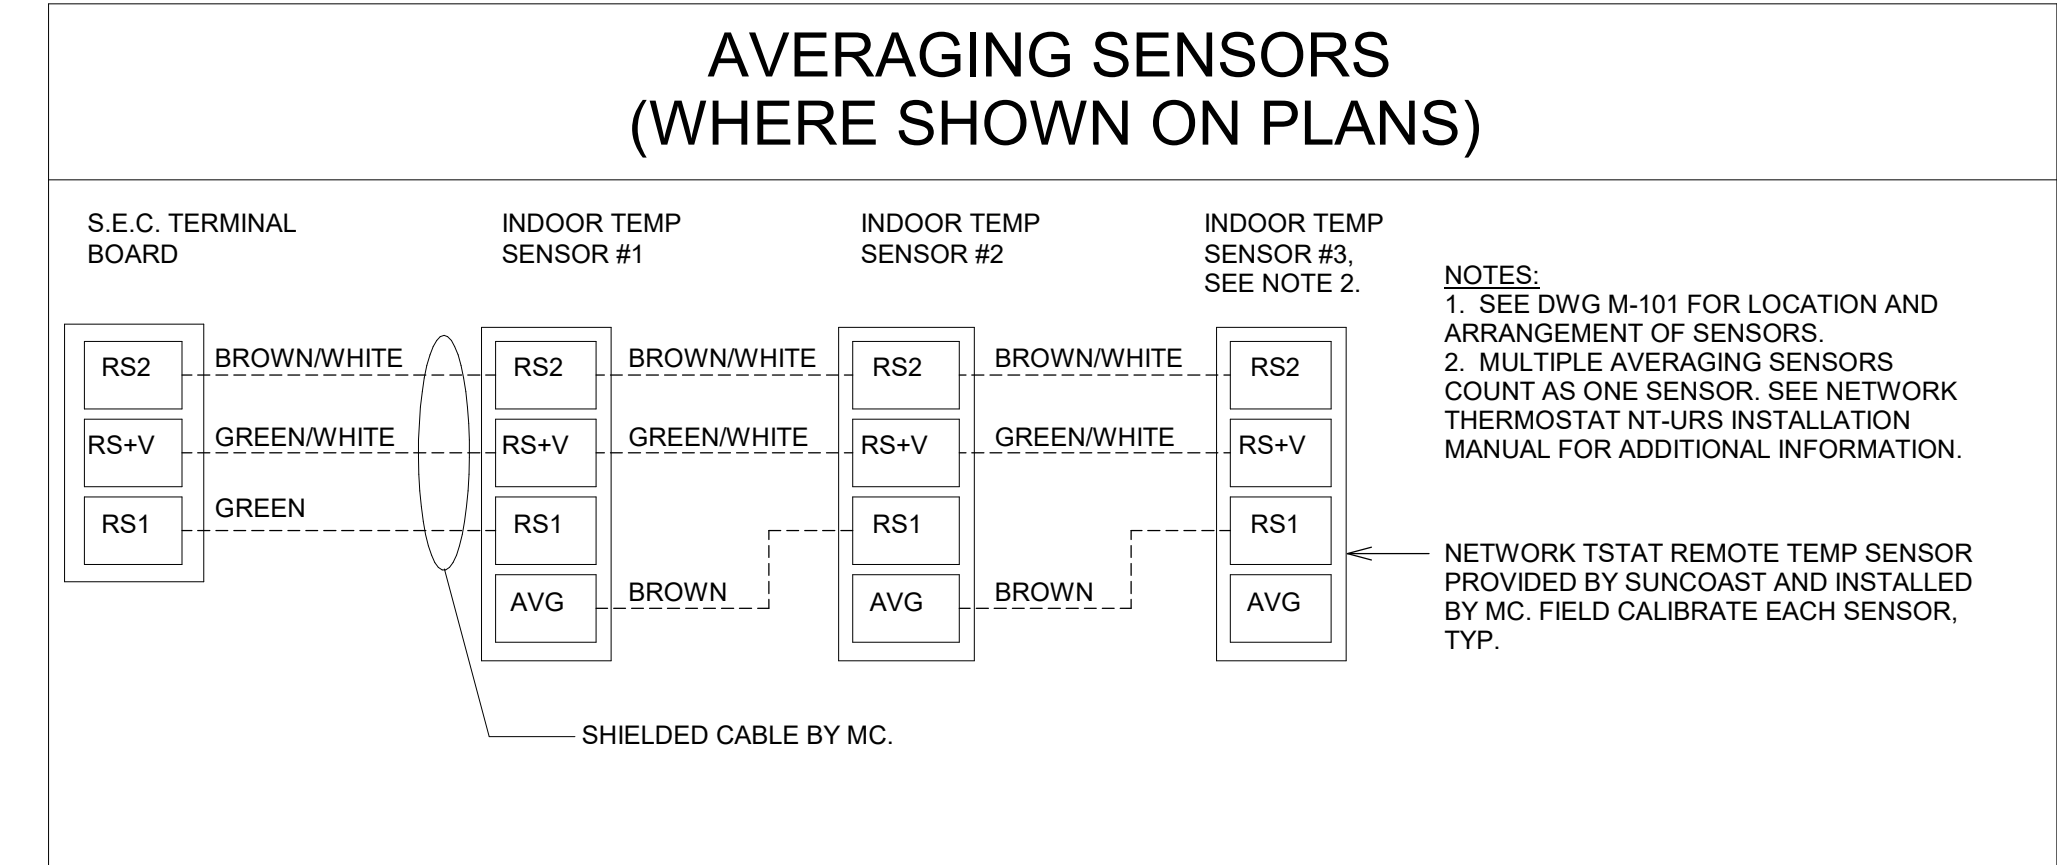 AVERAGING SENSORS
(WHERE SHOWN ON PLANS)
S.E.C. TERMINAL
BOARD
INDOOR TEMP
SENSOR #1
INDOOR TEMP
SENSOR #2
INDOOR TEMP
SENSOR #3,
SEE NOTE 2.
RS2
BROWN/WHITE
RS2
BROWN/WHITE
RS2
BROWN/WHITE
RS2
RS+V
GREEN/WHITE
RS+V
GREEN/WHITE
RS+V
GREEN/WHITE
RS+V
RS1
GREEN
RS1
RS1
RS1
AVG
BROWN
AVG
BROWN
AVG
SHIELDED CABLE BY MC.
NOTES:
1. SEE DWG M-101 FOR LOCATION AND
ARRANGEMENT OF SENSORS.
2. MULTIPLE AVERAGING SENSORS
COUNT AS ONE SENSOR. SEE NETWORK
THERMOSTAT NT-URS INSTALLATION
MANUAL FOR ADDITIONAL INFORMATION.
NETWORK TSTAT REMOTE TEMP SENSOR
PROVIDED BY SUNCOAST AND INSTALLED
BY MC. FIELD CALIBRATE EACH SENSOR,
TYP.